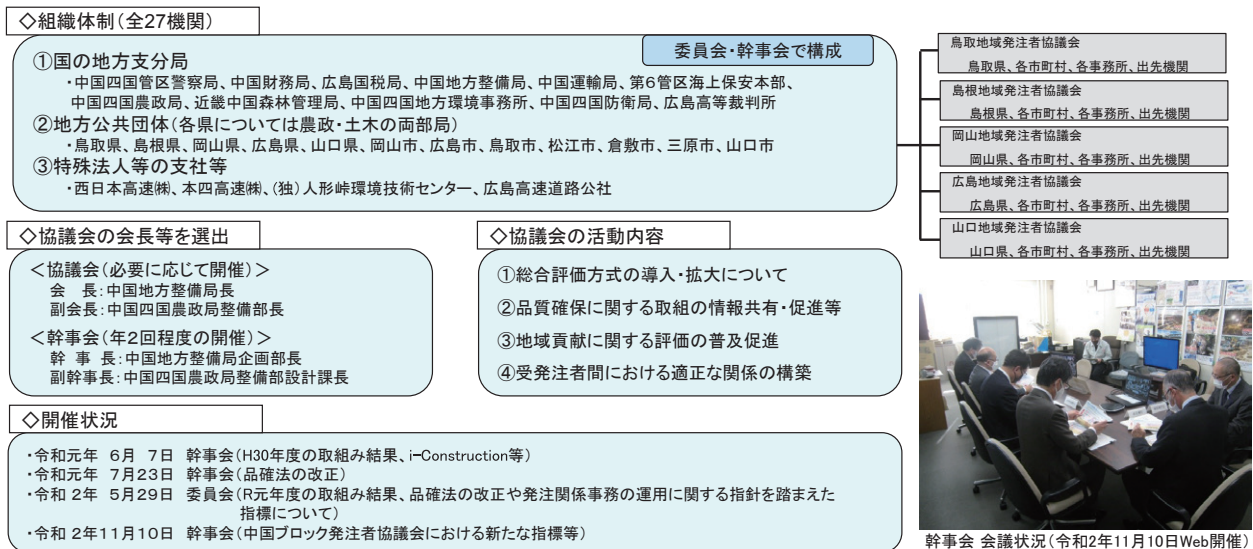 ◇組織体制(全27機関)
委員会・幹事会で構成
①国の地方支分局
・中国四国管区警察局、中国財務局、広島国税局、中国地方整備局、中国運輸局、第6管区海上保安本部、
中国四国農政局、近畿中国森林管理局、中国四国地方環境事務所、中国四国防衛局、広島高等裁判所
②地方公共団体(各県については農政・土木の両部局)
・鳥取県、島根県、岡山県、広島県、山口県、岡山市、広島市、鳥取市、松江市、倉敷市、三原市、山口市
③特殊法人等の支社等
・西日本高速㈱、本四高速㈱、(独)人形峠環境技術センター、広島高速道路公社
鳥取地域発注者協議会
鳥取県、各市町村、各事務所、出先機関
島根地域発注者協議会
島根県、各市町村、各事務所、出先機関
岡山地域発注者協議会
岡山県、各市町村、各事務所、出先機関
広島地域発注者協議会
広島県、各市町村、各事務所、出先機関
山口地域発注者協議会
山口県、各市町村、各事務所、出先機関
◇協議会の会長等を選出
<協議会(必要に応じて開催)>
会 長:中国地方整備局長
副会長:中国四国農政局整備部長
<幹事会(年2回程度の開催)>
幹 事 長:中国地方整備局企画部長
副幹事長:中国四国農政局整備部設計課長
◇協議会の活動内容
①総合評価方式の導入・拡大について
②品質確保に関する取組の情報共有・促進等
③地域貢献に関する評価の普及促進
④受発注者間における適正な関係の構築
◇開催状況
・令和元年 6月 7日 幹事会(H30年度の取組み結果、i-Construction等)
・令和元年 7月23日 幹事会(品確法の改正)
・令和 2年 5月29日 委員会(R元年度の取組み結果、品確法の改正や発注関係事務の運用に関する指針を踏まえた
指標について)
・令和 2年11月10日 幹事会(中国ブロック発注者協議会における新たな指標等)
幹事会 会議状況(令和2年11月10日Web開催)